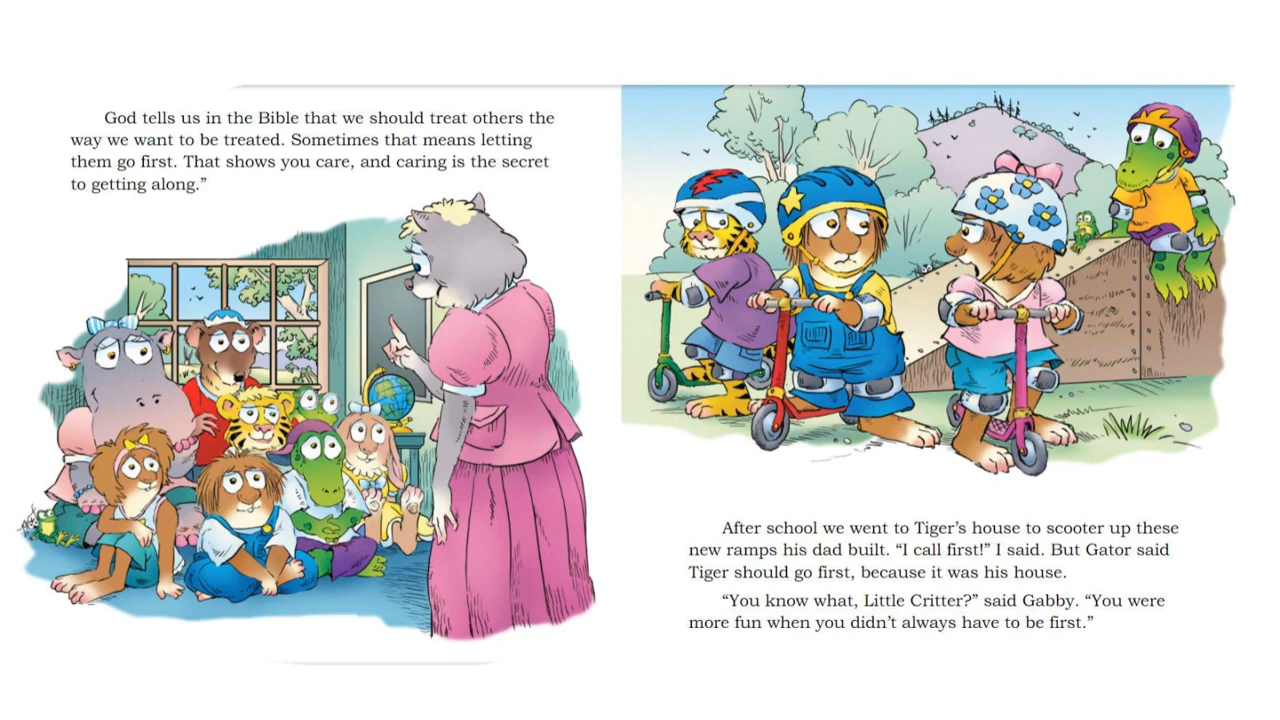 God tells us in the Bible that we should treat others the
way we want to be treated. Sometimes that means letting
them go first. That shows you care, and caring is the secret
to getting along.”
After school we went to Tiger’s house to scooter up these
new ramps his dad built. “I call first!” I said. But Gator said
Tiger should go first, because it was his house.
“You know what, Little Critter?” said Gabby. “You were
more fun when you didn’t always have to be first.”